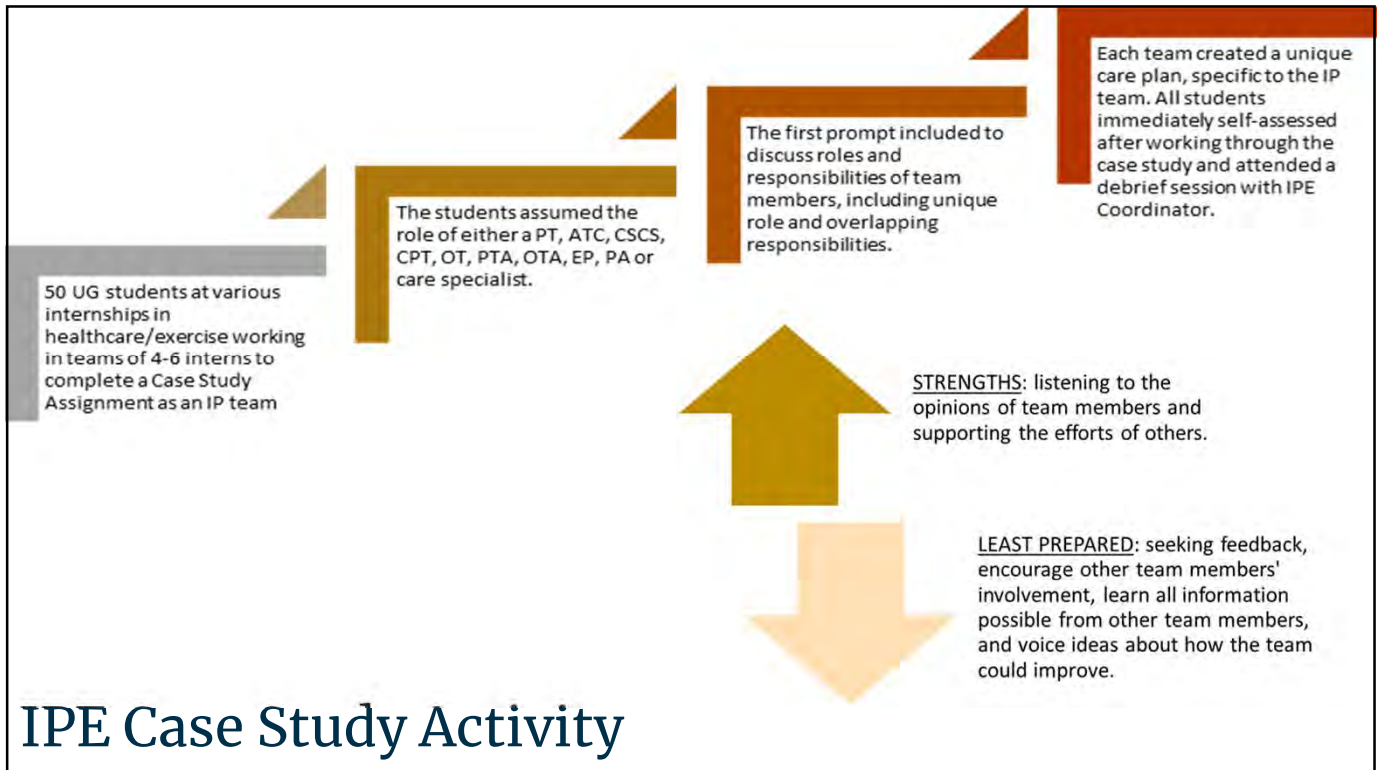 50 UG students at various
internships in
healthcare/exercise working
in teams of 4-6 interns to
complete a Case Study
Assignment as an IP team
The students assumed the
role of either a PT, ATC, CSCS,
CPT, OT, PTA, OTA, EP, PA or
care specialist.
The first prompt included to
discuss roles and
responsibilities of team
members, including unique
role and overlapping
responsibilities.
Each team created a unique
care plan, specific to the IP
team. All students
immediately self-assessed
after working through the
case study and attended a
debrief session with IPE
Coordinator.
STRENGTHS: listening to the
opinions of team members and
supporting the efforts of others.
LEAST PREPARED: seeking feedback,
encourage other team members'
involvement, learn all information
possible from other team members,
and voice ideas about how the team
could improve.
IPE Case Study Activity